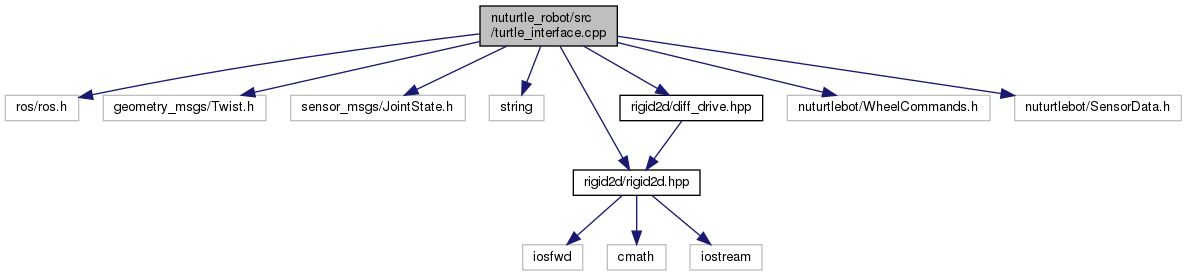 nuturtle_robot/src
/turtle_interface.cpp
ros/ros.h
geometry_msgs/Twist.h
sensor_msgs/JointState.h
string
rigid2d/diff_drive.hpp
nuturtlebot/WheelCommands.h
nuturtlebot/SensorData.h
rigid2d/rigid2d.hpp
iosfwd
cmath
iostream